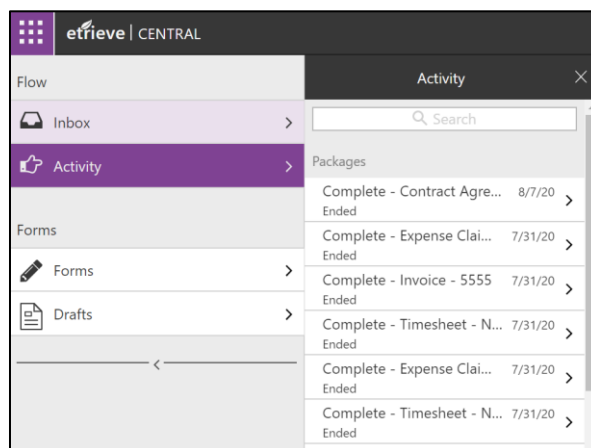 etrieve | CENTRAL
Flow
Inbox
Activity
Forms
Forms
Drafts
Activity
Search
Packages
Complete - Contract Agre... 8/7/20
Ended
Complete - Expense Clai... 7/31/20
Ended
Complete - Invoice - 5555 7/31/20
Ended
Complete - Timesheet - N... 7/31/20
Ended
Complete - Expense Clai... 7/31/20
Ended
Complete - Timesheet - N... 7/31/20
Ended